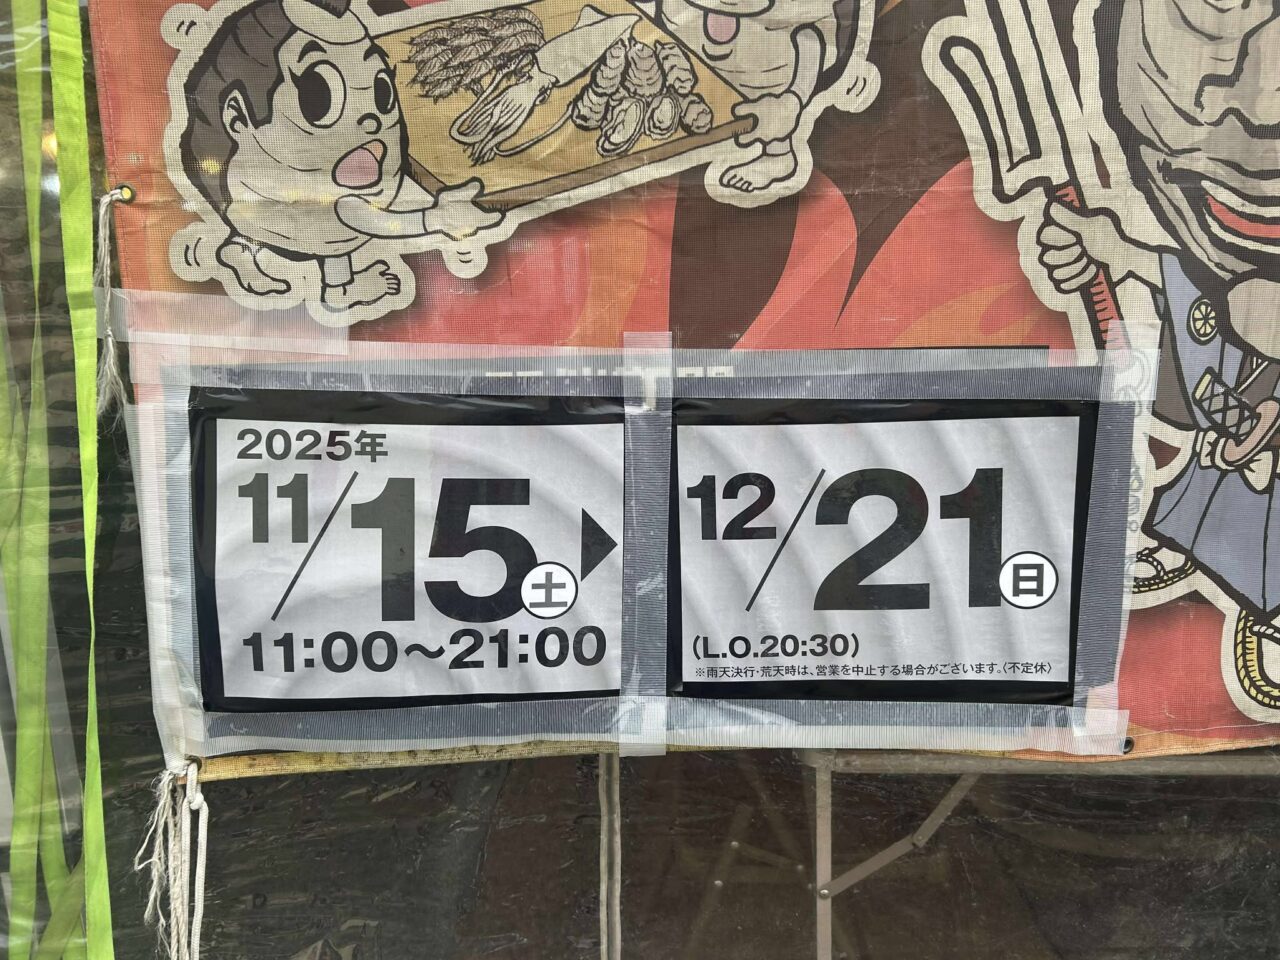 2025年
11/15土▶
11:00〜21:00
12/21日
(L.O.20:30)
※雨天決行・荒天時は、営業を中止する場合がございます。〈不定休〉